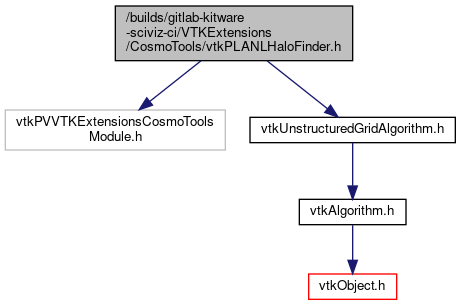 /builds/gitlab-kitware
-sciviz-ci/VTKExtensions
/CosmoTools/vtkPLANLHaloFinder.h
vtkPVVTKExtensionsCosmoTools
Module.h
vtkUnstructuredGridAlgorithm.h
vtkAlgorithm.h
vtkObject.h